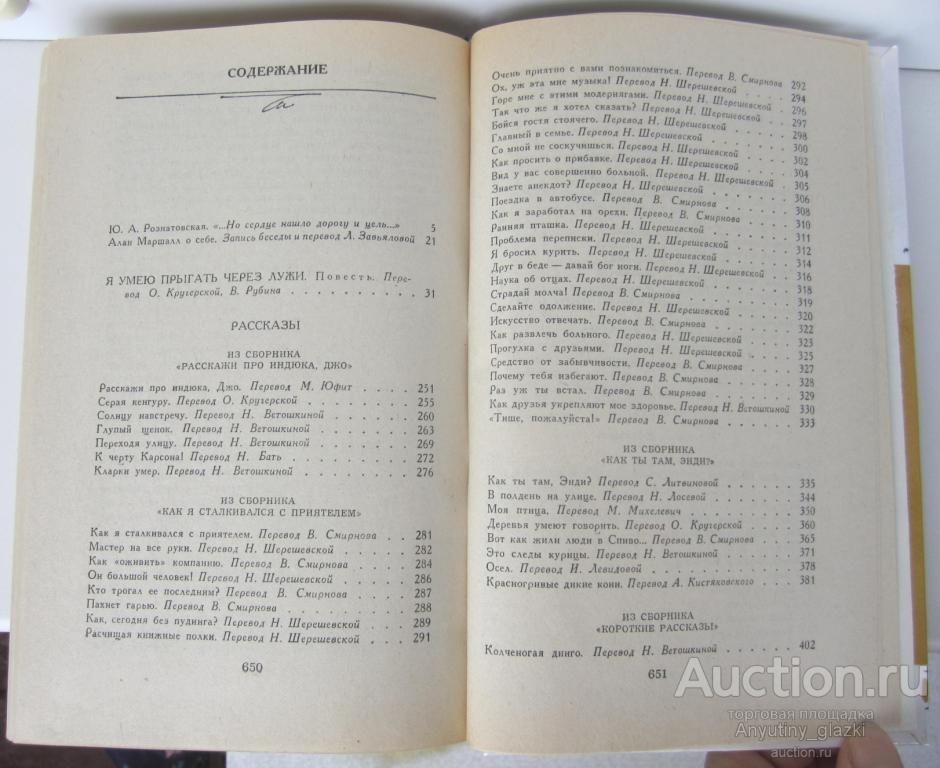 СОДЕРЖАНИЕ
Ю. А. Рознатовская. «...Но сердце нашло дорогу и цель...» 5
Алан Маршалл о себе. Запись беседы и перевод Л. Завьяловой 21
Я УМЕЮ ПРЫГАТЬ ЧЕРЕЗ ЛУЖИ. Повесть. Пере-
вод О. Кругерской, В. Рубина . . . . . . . . . . 31
РАССКАЗЫ
ИЗ СБОРНИКА
«РАССКАЖИ ПРО ИНДЮКА, ДЖО»
Расскажи про индюка, Джо. Перевод М. Юфит . . . . 251
Серая кенгуру. Перевод О. Кругерской . . . . . . 255
Солнцу навстречу. Перевод Н. Ветошкиной . . . . . 260
Глупый щенок. Перевод Н. Ветошкиной . . . . . . 263
Переходя улицу. Перевод Н. Ветошкиной . . . . . . 269
К черту Карсона! Перевод Н. Бать . . . . . . . 272
Кларки умер. Перевод Н. Ветошкиной . . . . . . 276
ИЗ СБОРНИКА
«КАК Я СТАЛКИВАЛСЯ С ПРИЯТЕЛЕМ»
Как я сталкивался с приятелем. Перевод В. Смирнова . . 281
Мастер на все руки. Перевод Н. Шерешевской . . . . 282
Как «оживить» компанию. Перевод В. Смирнова . . . . 284
Он большой человек! Перевод Н. Шерешевской . . . . 286
Кто трогал ее последним? Перевод В. Смирнова . . . . 287
Пахнет гарью. Перевод В. Смирнова . . . . . . . 288
Как, сегодня без пудинга? Перевод Н. Шерешевской . . . 289
Расчищая книжные полки. Перевод Н. Шерешевской . . . 291
650
Очень приятно с вами познакомиться. Перевод В. Смирнова 292
Ох, уж эта мне музыка! Перевод Н. Шерешевской . . . . 294
Горе мне с этими модернягами. Перевод Н. Шерешевской . 296
Так что же я хотел сказать? Перевод Н. Шерешевской . . 297
Бойся гостя стоячего. Перевод Н. Шерешевской . . . . 298
Главный в семье. Перевод Н. Шерешевской . . . . . 300
Со мной не соскучишься. Перевод Н. Шерешевской . . . 302
Как просить о прибавке. Перевод Н. Шерешевской . . . 304
Вид у вас совершенно больной. Перевод Н. Шерешевской . 305
Знаете анекдот? Перевод Н. Шерешевской . . . . . 306
Поездка в автобусе. Перевод В. Смирнова . . . . . 308
Как я заработал на орехи. Перевод В. Смирнова . . . . 310
Ранняя пташка. Перевод Н. Шерешевской . . . . . 311
Проблема переписки. Перевод Н. Шерешевской . . . . 312
Я бросил курить. Перевод Н. Шерешевской . . . . . 314
Друг в беде — давай бог ноги. Перевод Н. Шерешевской . 316
Наука об отцах. Перевод Н. Шерешевской . . . . . 318
Страдай молча! Перевод В. Смирнова . . . . . . 319
Сделайте одолжение. Перевод Н. Шерешевской . . . . 320
Искусство отвечать. Перевод В. Смирнова . . . . . 322
Как развлечь больного. Перевод Н. Шерешевской . . . 323
Прогулка с друзьями. Перевод Н. Шерешевской . . . . 325
Средство от забывчивости. Перевод В. Смирнова . . . . 327
Почему тебя избегают. Перевод В. Смирнова . . . . . 328
Раз уж ты встал. Перевод В. Смирнова . . . . . . 329
Как друзья укрепляют мое здоровье. Перевод Н. Ветошкиной 330
«Тише, пожалуйста!» Перевод В. Смирнова . . . . . 333
ИЗ СБОРНИКА
«КАК ТЫ ТАМ, ЭНДИ?»
Как ты там, Энди? Перевод С. Литвиновой . . . . . 335
В полдень на улице. Перевод Н. Лосевой . . . . . 344
Моя птица. Перевод М. Михелевич . . . . . . . 350
Деревья умеют говорить. Перевод О. Кругерской . . . . 360
Вот как жили люди в Спиво... Перевод В. Смирнова . . . 365
Это следы курицы. Перевод Н. Ветошкиной . . . . . 371
Осел. Перевод И. Левидовой . . . . . . . . . 378
Красногривые дикие кони. Перевод А. Кистяковского . . . 381
ИЗ СБОРНИКА
«КОРОТКИЕ РАССКАЗЫ»
Колченогая динго. Перевод Н. Ветошкиной . . . . . 402
651
Auction.ru
торговая площадка
Anyutiny_glazki
auction.ru